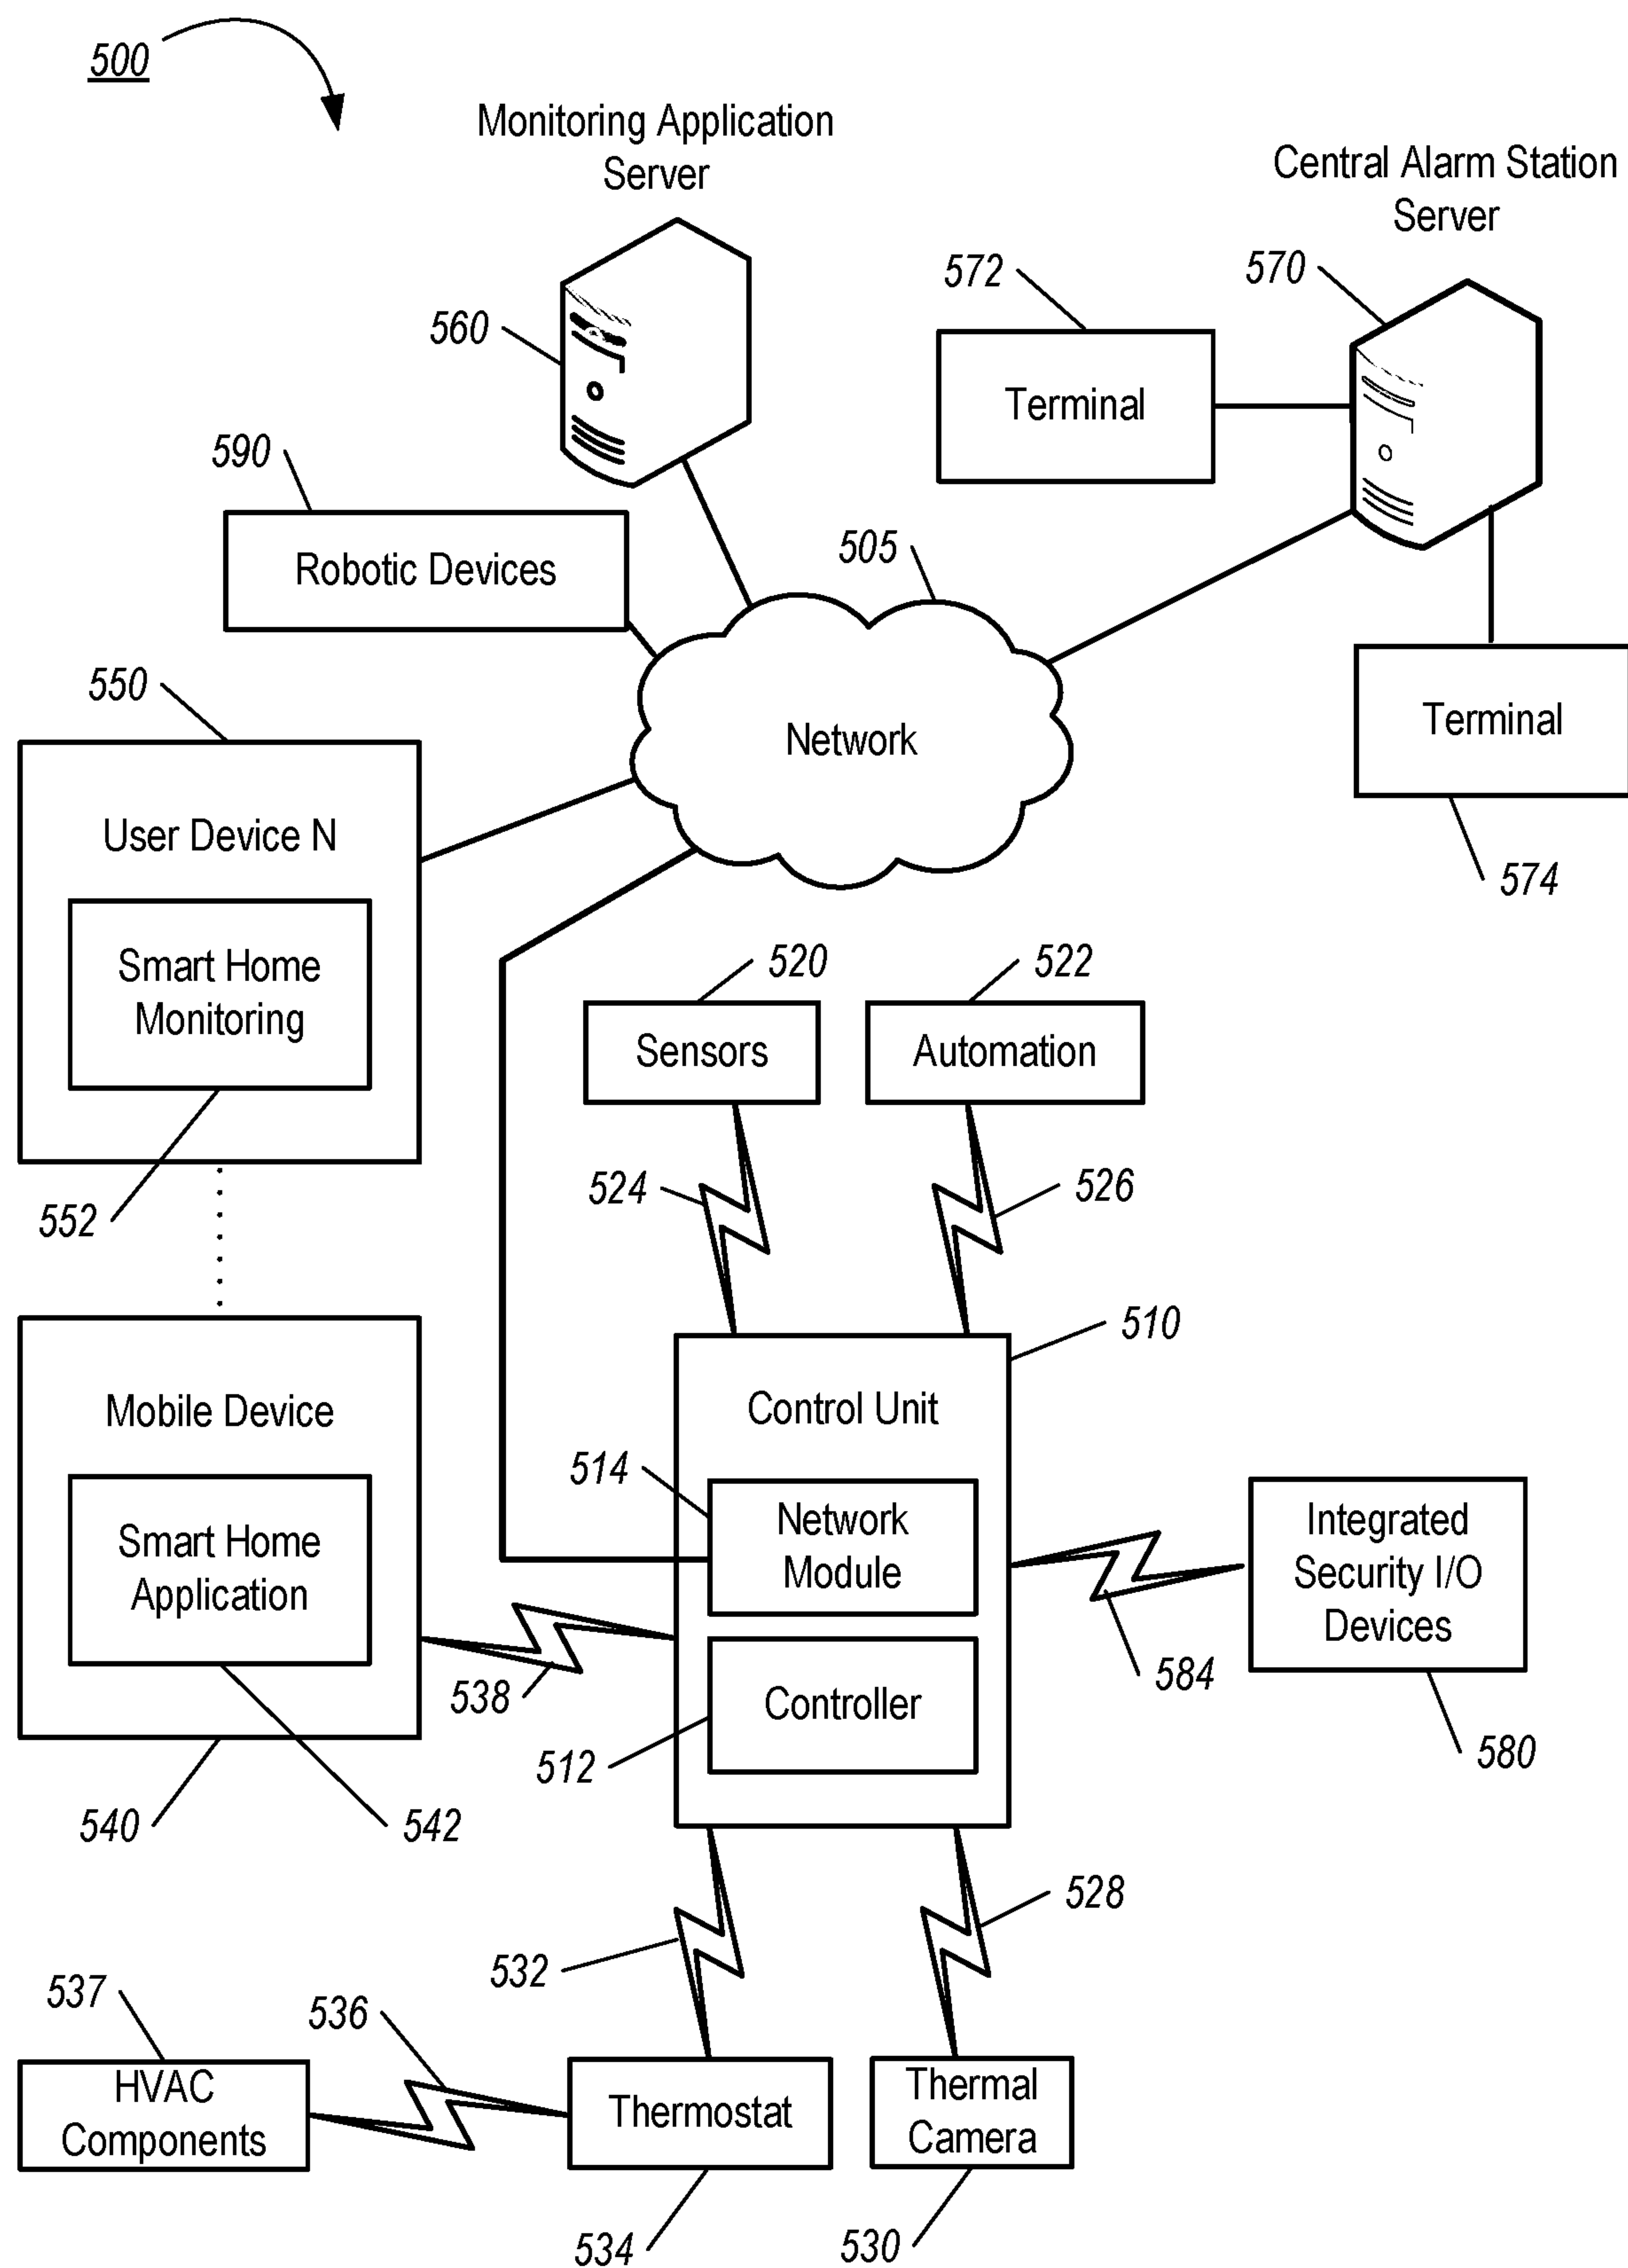 500
Monitoring Application
Server
Central Alarm Station
Server
572
570
560
Terminal
590
505
Robotic Devices
550
Terminal
Network
User Device N
574
520
522
Smart Home
Monitoring
Sensors
Automation
524
526
552
510
Mobile Device
Control Unit
514
Network
Module
Integrated
Security I/O
Devices
Smart Home
Application
538
584
Controller
512
580
540
542
528
532
537
536
HVAC
Components
Thermostat
Thermal
Camera
534
530